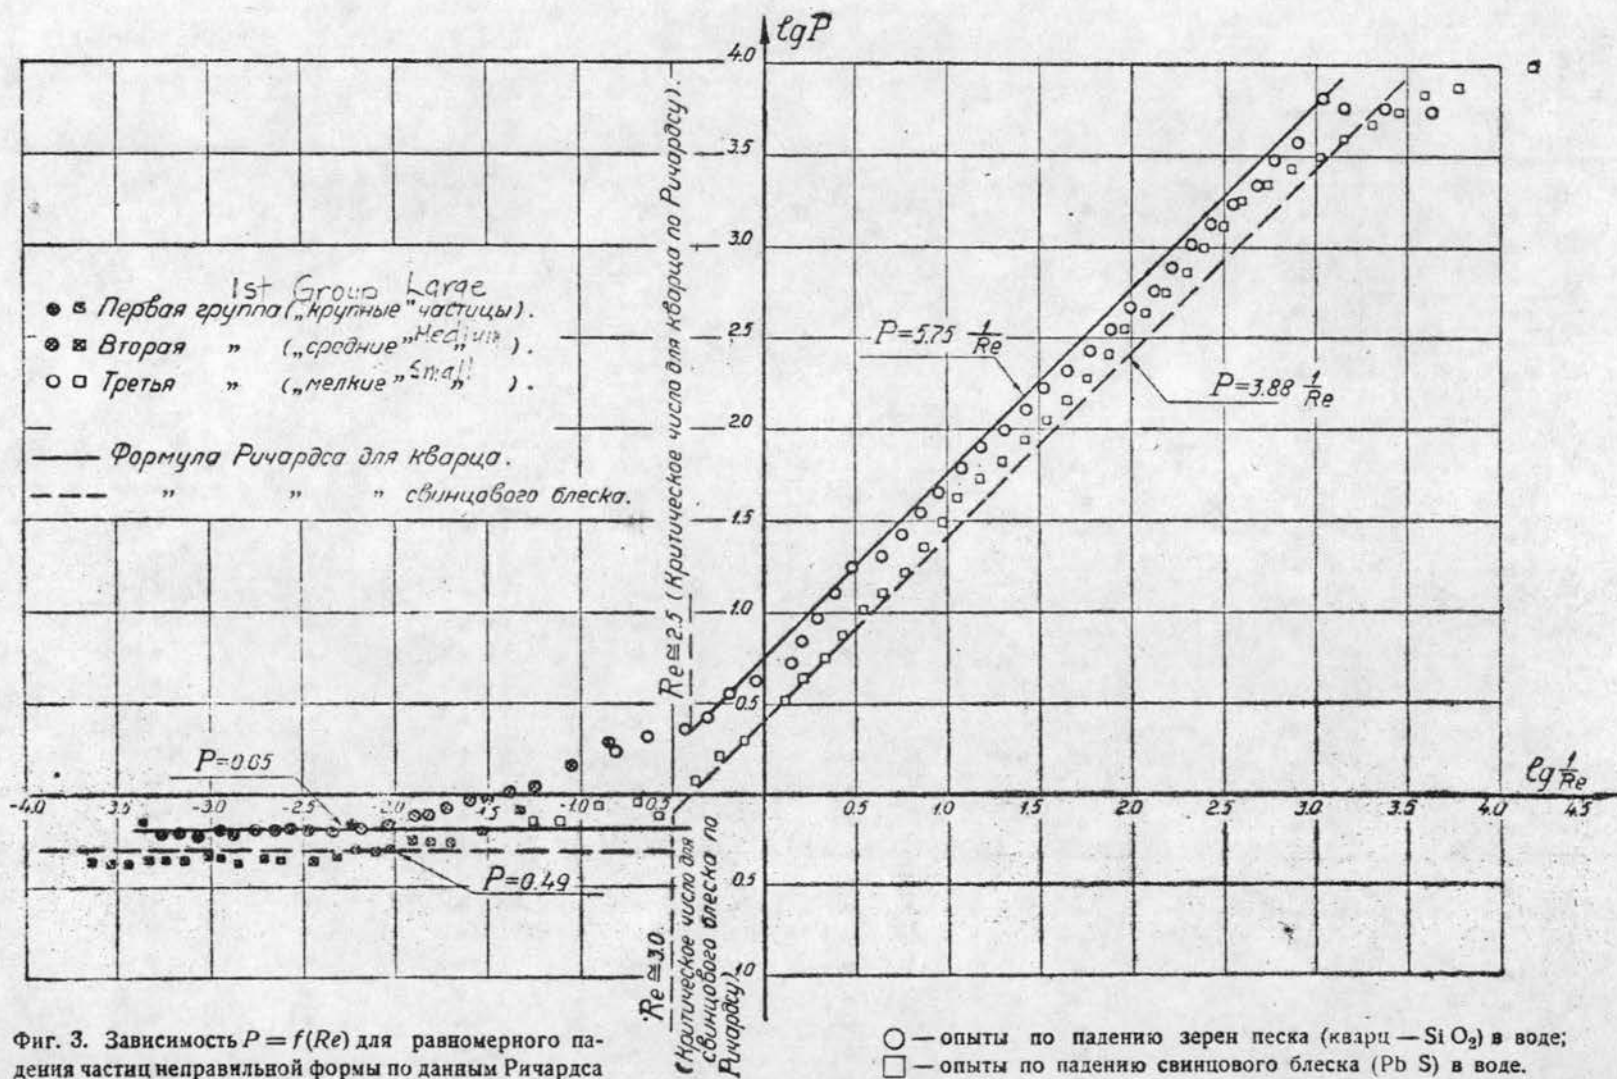 lgP
4.0
3.5
3.0
2.5
2.0
1.5
1.0
0.5
1st Group Large
Первая группа („крупные" частицы).
Medium
Вторая " („средние" " ).
Small
Третья " („мелкие" " ).
Формула Ричардса для кварца.
" " " свинцового блеска.
Re≅2.5 (Критическое число для кварца по Ричардсу).
P=5.75 1/Re
P=3.88 1/Re
P=0.65
P=0.49
lg 1/Re
-4.0 3.5 -3.0 2.5 -2.0 1.5 -1.0 -0.5 0.5 1.0 1.5 2.0 2.5 3.0 3.5 4.0 4.5
0.5
1.0
Re≅3.0
(Критическое число для свинцового блеска по Ричардсу)
Фиг. 3. Зависимость P = f(Re) для равномерного па-
дения частиц неправильной формы по данным Ричардса
○ — опыты по падению зерен песка (кварц — Si O₂) в воде;
□ — опыты по падению свинцового блеска (Pb S) в воде.